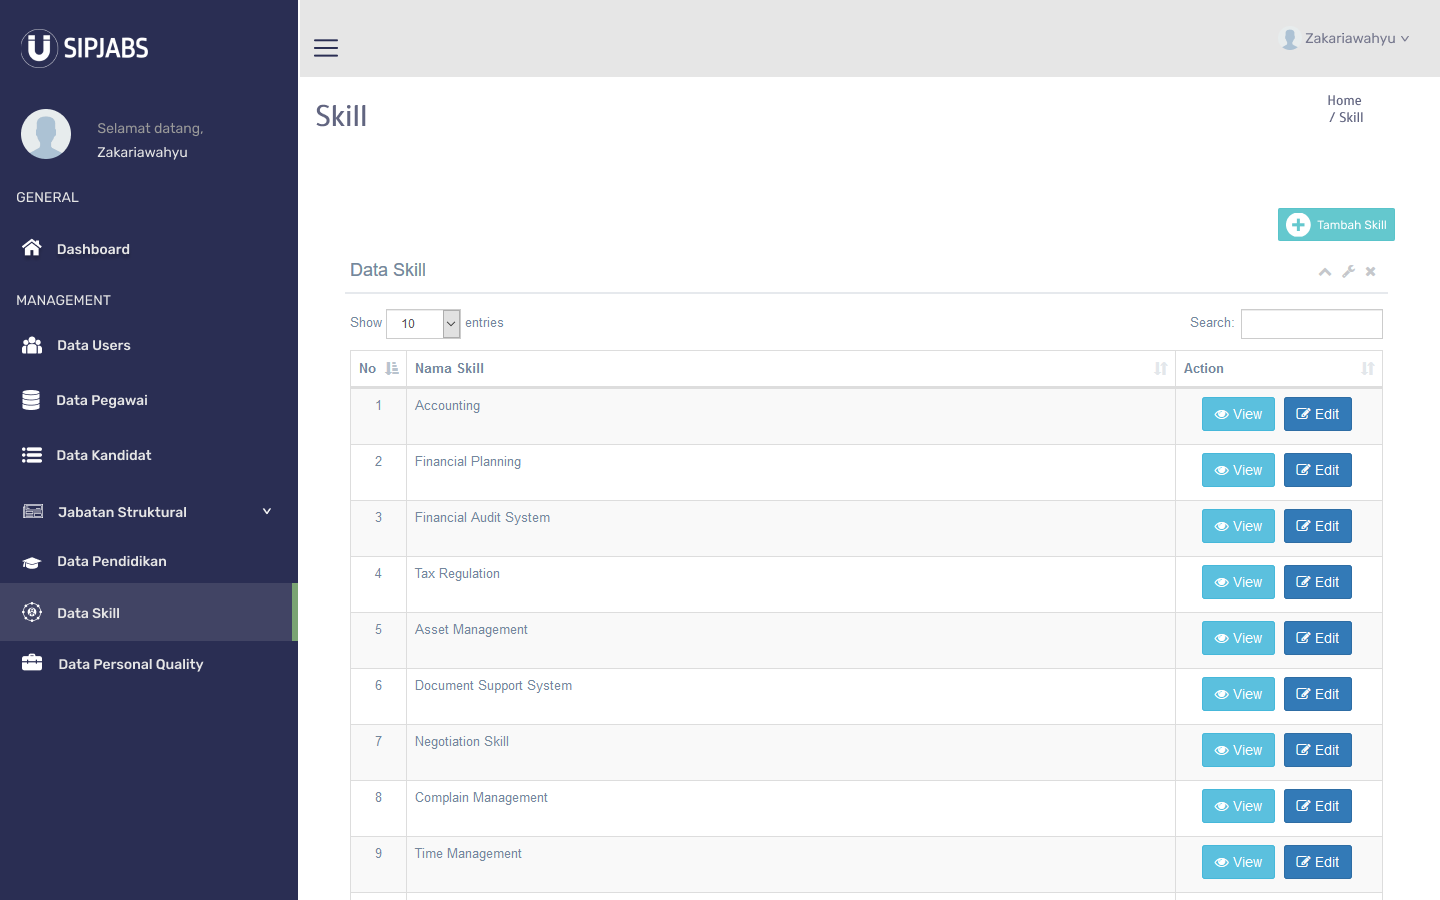 SIPJABS
Zakariawahyu
Selamat datang,
Zakariawahyu
GENERAL
Dashboard
MANAGEMENT
Data Users
Data Pegawai
Data Kandidat
Jabatan Struktural
Data Pendidikan
Data Skill
Data Personal Quality
Skill
Home
/ Skill
Tambah Skill
Data Skill
Show 10 entries
Search:
No Nama Skill Action
1 Accounting View Edit
2 Financial Planning View Edit
3 Financial Audit System View Edit
4 Tax Regulation View Edit
5 Asset Management View Edit
6 Document Support System View Edit
7 Negotiation Skill View Edit
8 Complain Management View Edit
9 Time Management View Edit